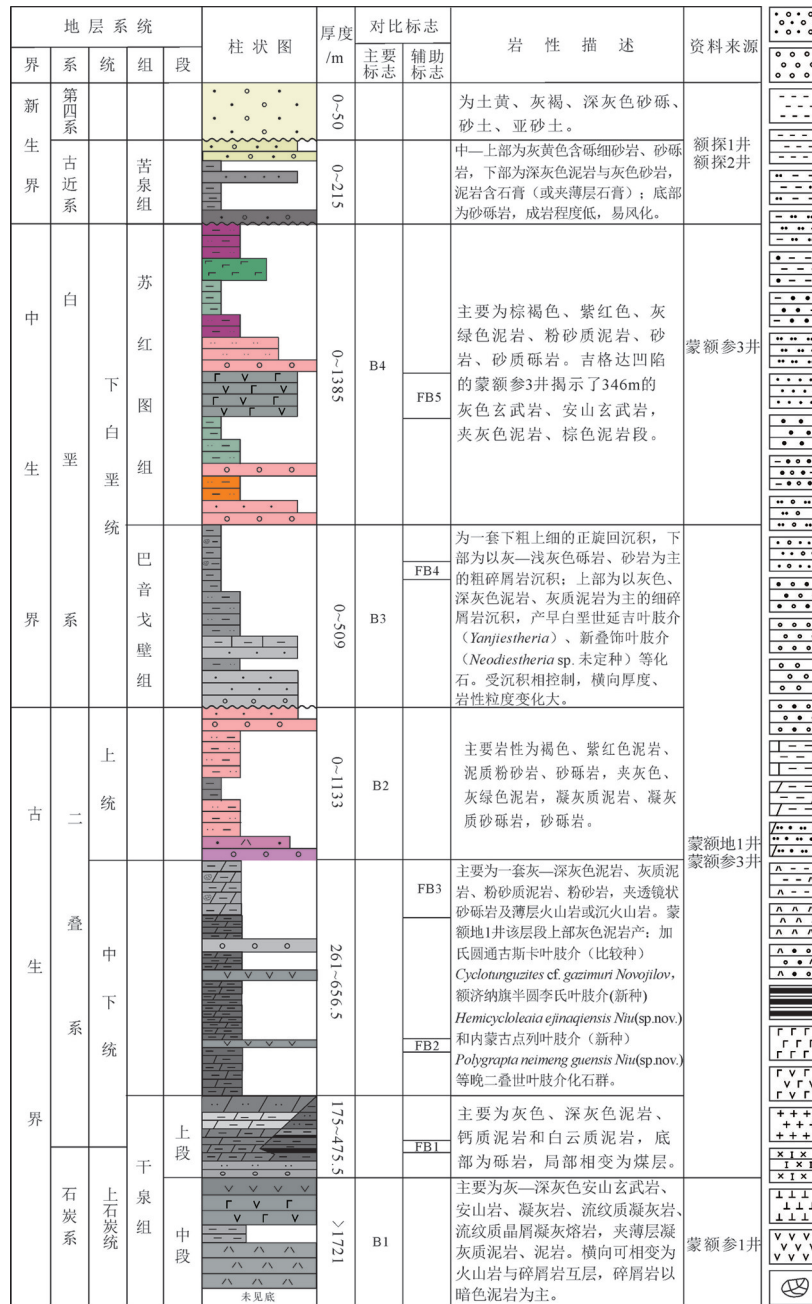 地层系统
柱状图
厚度
/m
对比标志
岩性描述
资料来源
界
系
统
组
段
主要
标志
辅助
标志
新生界
第四系
0~50
为土黄、灰褐、深灰色砂砾、
砂土、亚砂土。
额探1井
额探2井
古近系
苦泉组
0~215
中—上部为灰黄色含砾细砂岩、砂砾
岩，下部为深灰色泥岩与灰色砂岩，
泥岩含石膏（或夹薄层石膏）；底部
为砂砾岩，成岩程度低，易风化。
中生界
白垩系
下白垩统
苏红图组
0~1385
B4
FB5
主要为棕褐色、紫红色、灰
绿色泥岩、粉砂质泥岩、砂
岩、砂质砾岩。吉格达凹陷
的蒙额参3井揭示了346m的
灰色玄武岩、安山玄武岩，
夹灰色泥岩、棕色泥岩段。
蒙额参3井
巴音戈壁组
0~509
B3
FB4
为一套下粗上细的正旋回沉积，下
部为以灰—浅灰色砾岩、砂岩为主
的粗碎屑岩沉积；上部为以灰色、
深灰色泥岩、灰质泥岩为主的细碎
屑岩沉积，产早白垩世延吉叶肢介
（Yanjiestheria）、新叠饰叶肢介
（Neodiestheria sp. 未定种）等化
石。受沉积相控制，横向厚度、
岩性粒度变化大。
蒙额地1井
蒙额参3井
古生界
二叠系
上统
0~1133
B2
主要岩性为褐色、紫红色泥岩、
泥质粉砂岩、砂砾岩，夹灰色、
灰绿色泥岩，凝灰质泥岩、凝灰
质砂砾岩，砂砾岩。
中下统
261~656.5
FB3
FB2
主要为一套灰—深灰色泥岩、灰质泥
岩、粉砂质泥岩、粉砂岩，夹透镜状
砂砾岩及薄层火山岩或沉火山岩。蒙
额地1井该层段上部灰色泥岩产：加
氏圆通古斯卡叶肢介（比较种）
Cyclotunguzites cf. gazimuri Novojilov，
额济纳旗半圆李氏叶肢介(新种)
Hemicycloleaia ejinaqiensis Niu(sp.nov.)
和内蒙古点列叶肢介（新种）
Polygrapta neimeng guensis Niu(sp.nov.)
等晚二叠世叶肢介化石群。
干泉组
上段
175~475.5
FB1
主要为灰色、深灰色泥岩、
钙质泥岩和白云质泥岩，底
部为砾岩，局部相变为煤层。
石炭系
上石炭统
中段
>1721
B1
主要为灰—深灰色安山玄武岩、
安山岩、凝灰岩、流纹质凝灰岩、
流纹质晶屑凝灰熔岩，夹薄层凝
灰质泥岩、泥岩。横向可相变为
火山岩与碎屑岩互层，碎屑岩以
暗色泥岩为主。
蒙额参1井
未见底